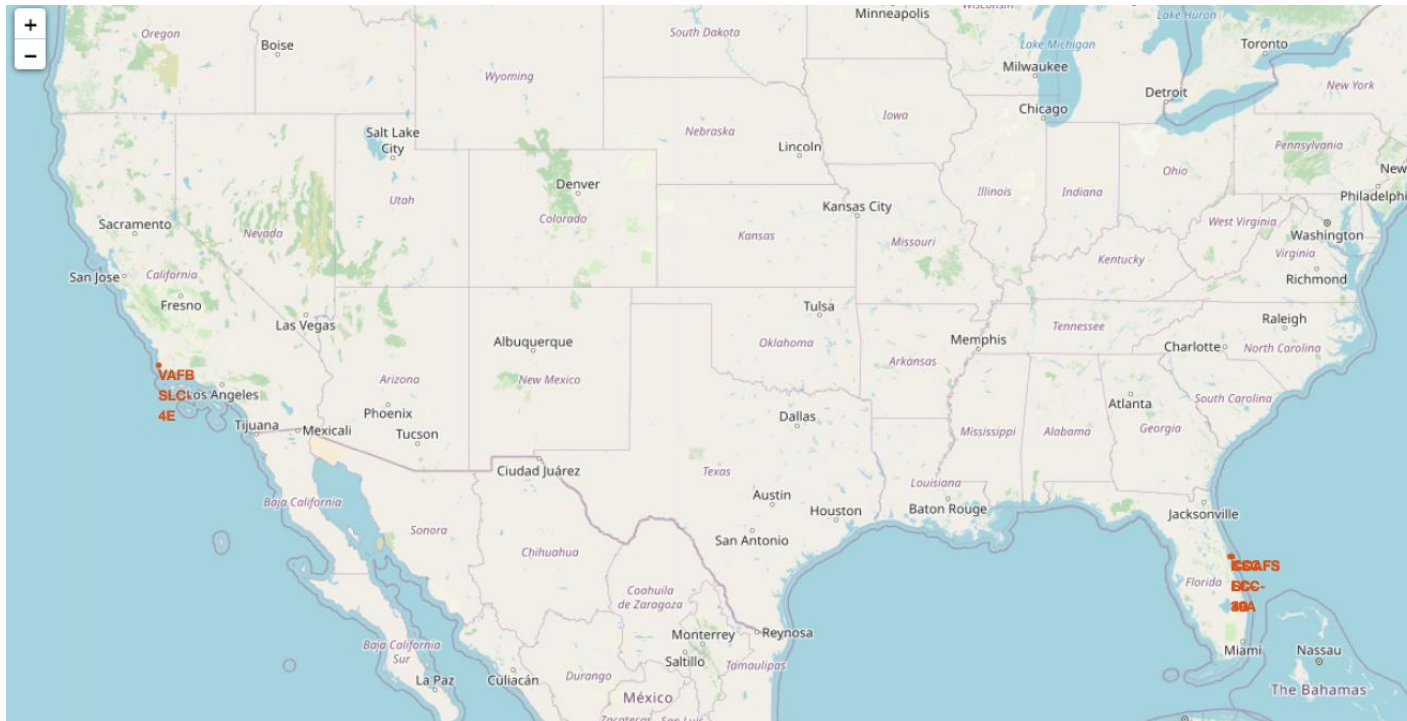 +
−
Oregon
Boise
Wyoming
South Dakota
Minneapolis
Wisconsin
Lake Huron
Lake Michigan
Toronto
Milwaukee
Detroit
New York
Chicago
Iowa
Salt Lake
City
Nebraska
Lincoln
Pennsylvania
Ohio
New
Denver
Utah
Colorado
Illinois
Indiana
Philadelphi
Sacramento
Nevada
Kansas City
Kansas
Missouri
West Virginia
Washington
Virginia
San Jose
California
Kentucky
Richmond
Fresno
Las Vegas
Tulsa
Raleigh
Tennessee
Albuquerque
Oklahoma
Memphis
Charlotte
North Carolina
Arkansas
VAFB
SLC-
4E
Los Angeles
Arizona
New Mexico
South Carolina
Phoenix
Dallas
Atlanta
Tijuana
Mexicali
Tucson
Mississippi
Alabama
Georgia
Ciudad Juárez
Texas
Louisiana
Baja California
Austin
Houston
Baton Rouge
Jacksonville
Sonora
Chihuahua
San Antonio
Florida
Coahuila
de Zaragoza
Monterrey
Reynosa
Baja California
Sur
Saltillo
Tamaulipas
Miami
Nassau
La Paz
Culiacán
Durango
México
The Bahamas
Zacatecas
San Luis